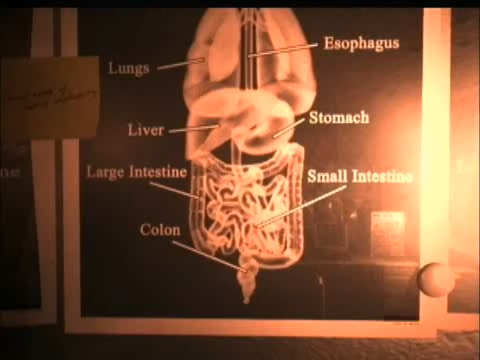 Esophagus
Lungs
Stomach
Liver
Large Intestine
Small Intestine
Colon